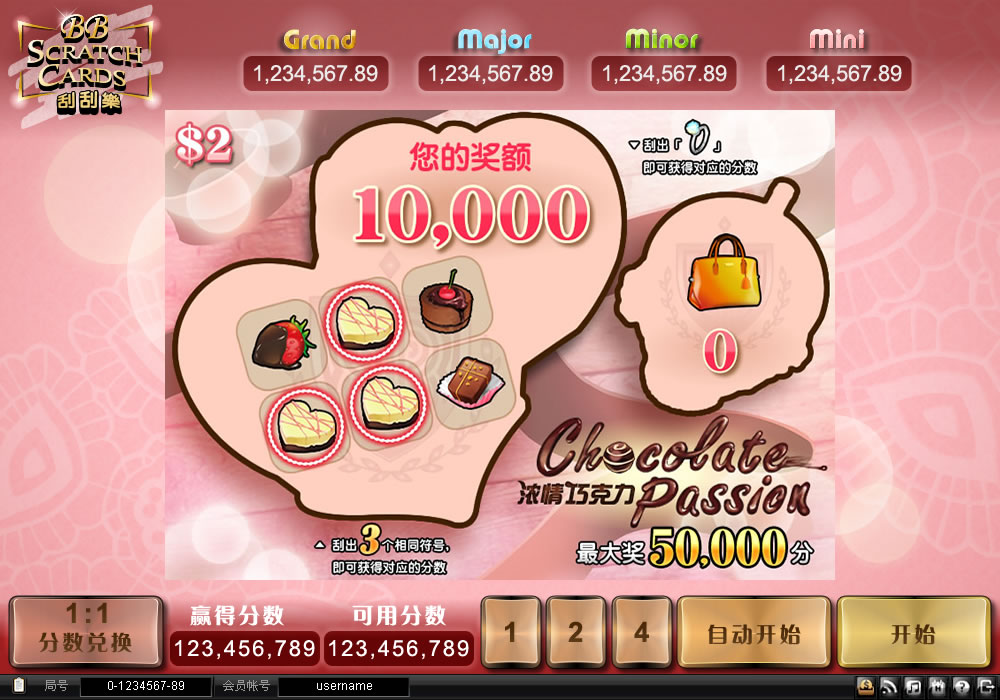 BB
SCRATCH
CARDS
刮刮樂
Grand
Major
Minor
Mini
1,234,567.89
1,234,567.89
1,234,567.89
1,234,567.89
$2
您的奖额
10,000
▼刮出「 」
即可获得对应的分数
0
Chocolate
浓情巧克力 Passion
最大奖 50,000 分
▲ 刮出3个相同符号,
即可获得对应的分数
1:1
分数兑换
赢得分数
123,456,789
可用分数
123,456,789
1
2
4
自动开始
开始
局号
0-1234567-89
会员帐号
username